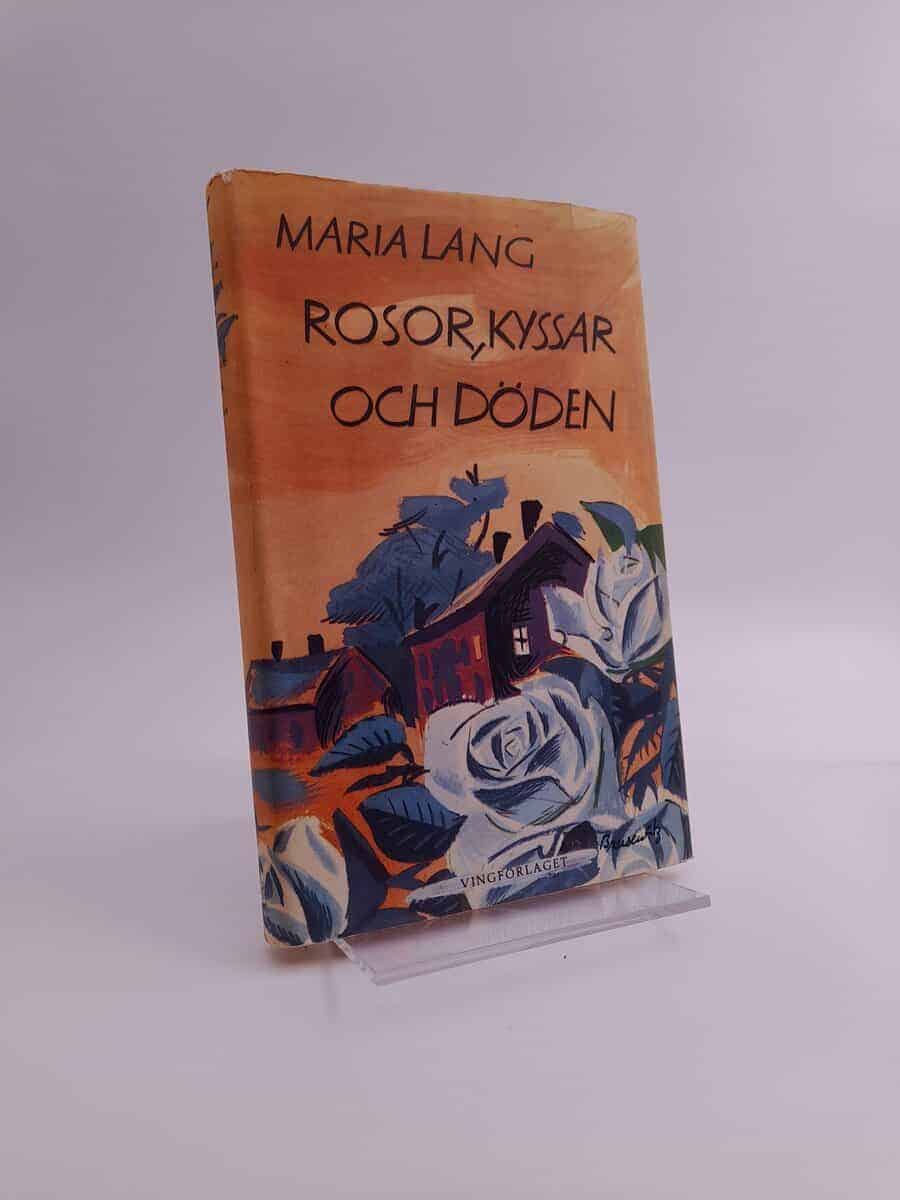 MARIA LANG
ROSOR, KYSSAR
OCH DÖDEN
VINGFÖRLAGET